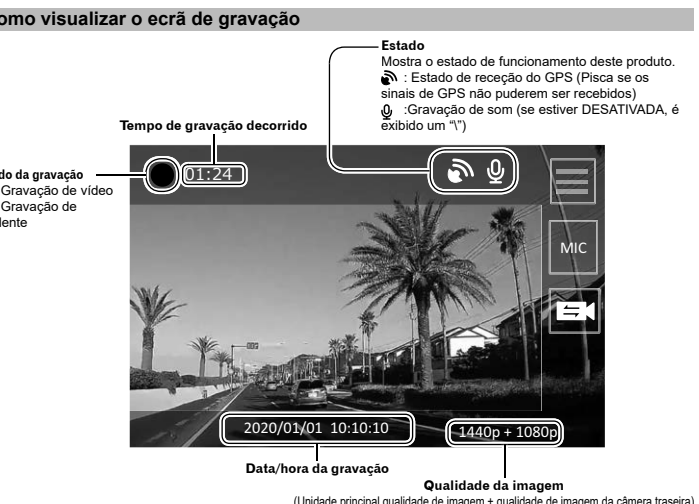 omo visualizar o ecrã de gravação
Estado
Mostra o estado de funcionamento deste produto.
: Estado de receção do GPS (Pisca se os
sinais de GPS não puderem ser recebidos)
:Gravação de som (se estiver DESATIVADA, é
exibido um “\”)
Tempo de gravação decorrido
do da gravação
Gravação de vídeo
Gravação de
lente
01:24
MIC
2020/01/01 10:10:10
1440p + 1080p
Data/hora da gravação
Qualidade da imagem
(Unidade principal qualidade de imagem + qualidade de imagem da câmera traseira)